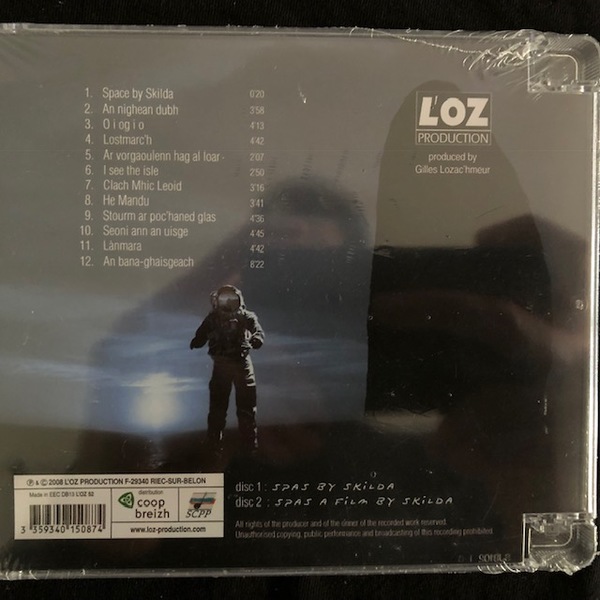 1. Space by Skilda 0'20
2. An nighean dubh 3'58
3. O i o g i o 4'13
4. Lostmarc'h 4'42
5. Ar vorgaoulenn hag al loar 2'07
6. I see the isle 2'50
7. Clach Mhic Leoid 3'16
8. He Mandu 3'41
9. Stourm ar poc'haned glas 4'36
10. Seoni ann an uisge 4'45
11. Lànmara 4'42
12. An bana-ghaisgeach 8'22
L'OZ
PRODUCTION
produced by
Gilles Lozac'hmeur
℗ & © 2008 L'OZ PRODUCTION F-29340 RIEC-SUR-BELON
Made in EEC DB13 L'OZ 52
3 359340 150874
distribution
coop
breizh
SCPP
www.loz-production.com
disc 1 : SPAS BY SKILDA
disc 2 : SPAS A FILM BY SKILDA
All rights of the producer and of the owner of the recorded work reserved.
Unauthorised copying, public performance and broadcasting of this recording prohibited.